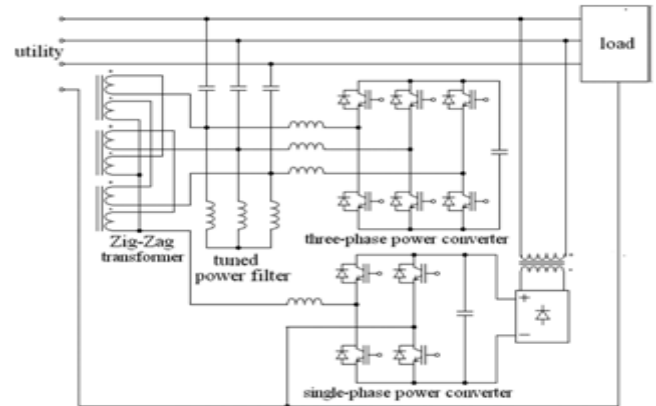 utility
load
Zig-Zag
transformer
tuned
power filter
three-phase power converter
+
−
single-phase power converter